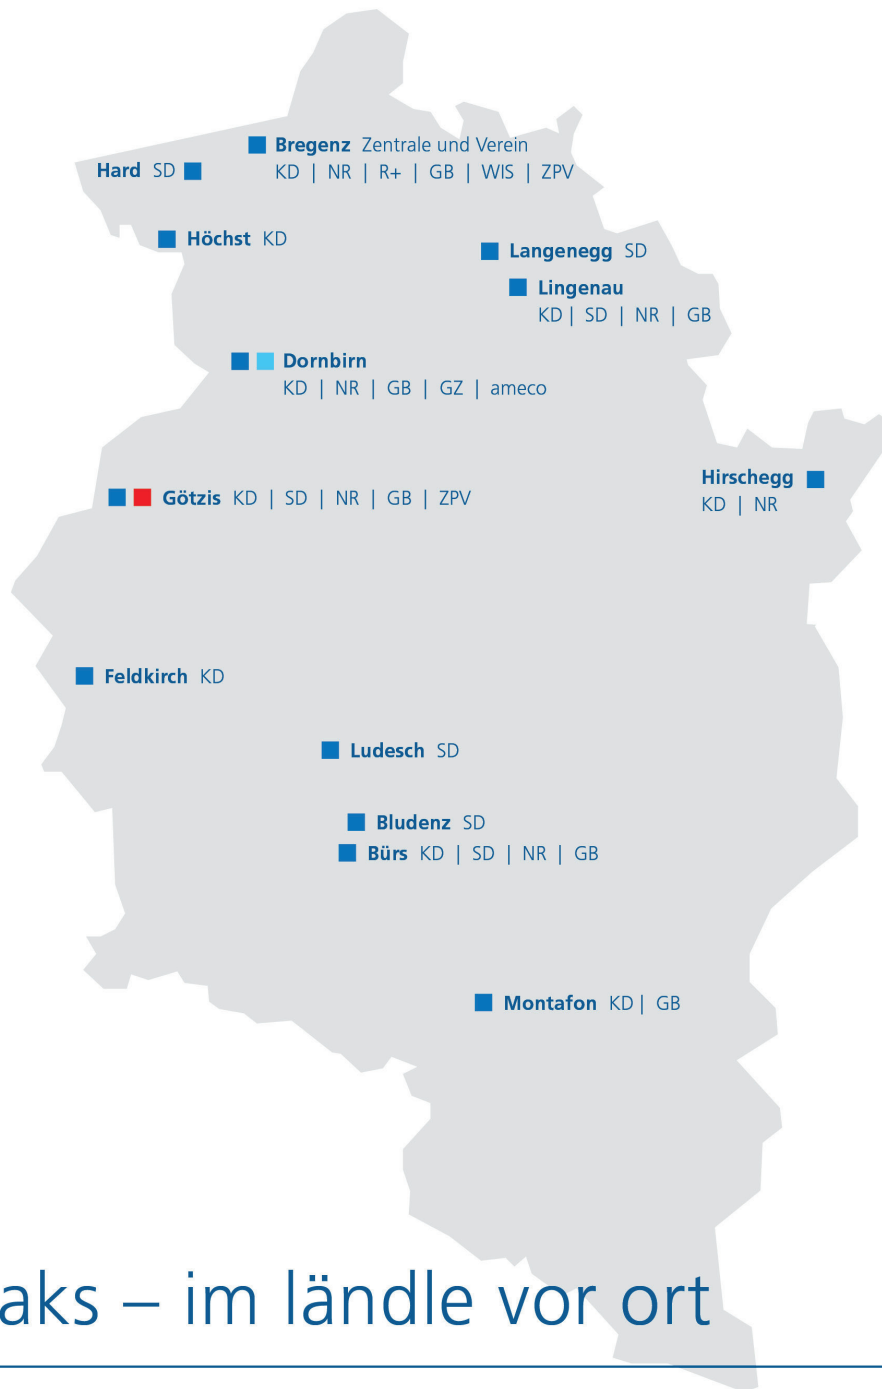 Bregenz Zentrale und Verein
KD | NR | R+ | GB | WIS | ZPV
Hard SD
Höchst KD
Langenegg SD
Lingenau
KD | SD | NR | GB
Dornbirn
KD | NR | GB | GZ | ameco
Hirschegg
KD | NR
Götzis KD | SD | NR | GB | ZPV
Feldkirch KD
Ludesch SD
Bludenz SD
Bürs KD | SD | NR | GB
Montafon KD | GB
aks – im ländle vor ort